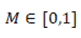 M ∈ [0,1]